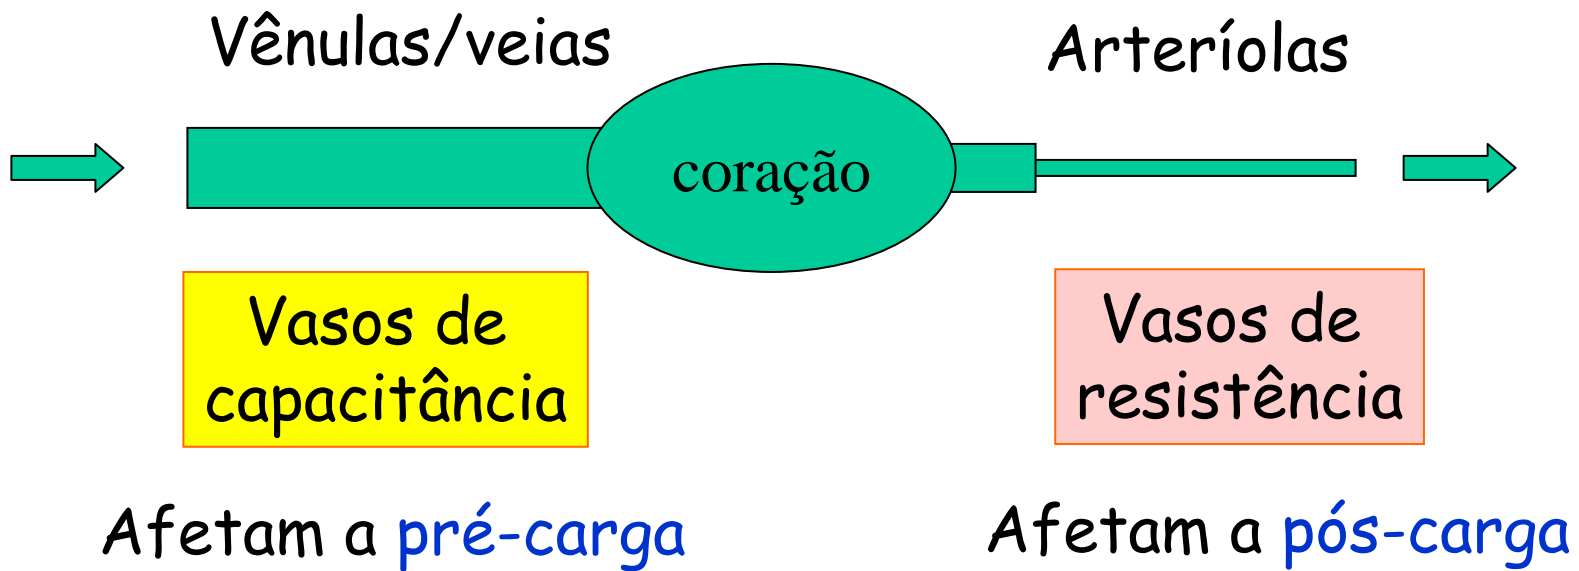 Vênulas/veias
Arteríolas
coração
Vasos de
capacitância
Vasos de
resistência
Afetam a pré-carga
Afetam a pós-carga